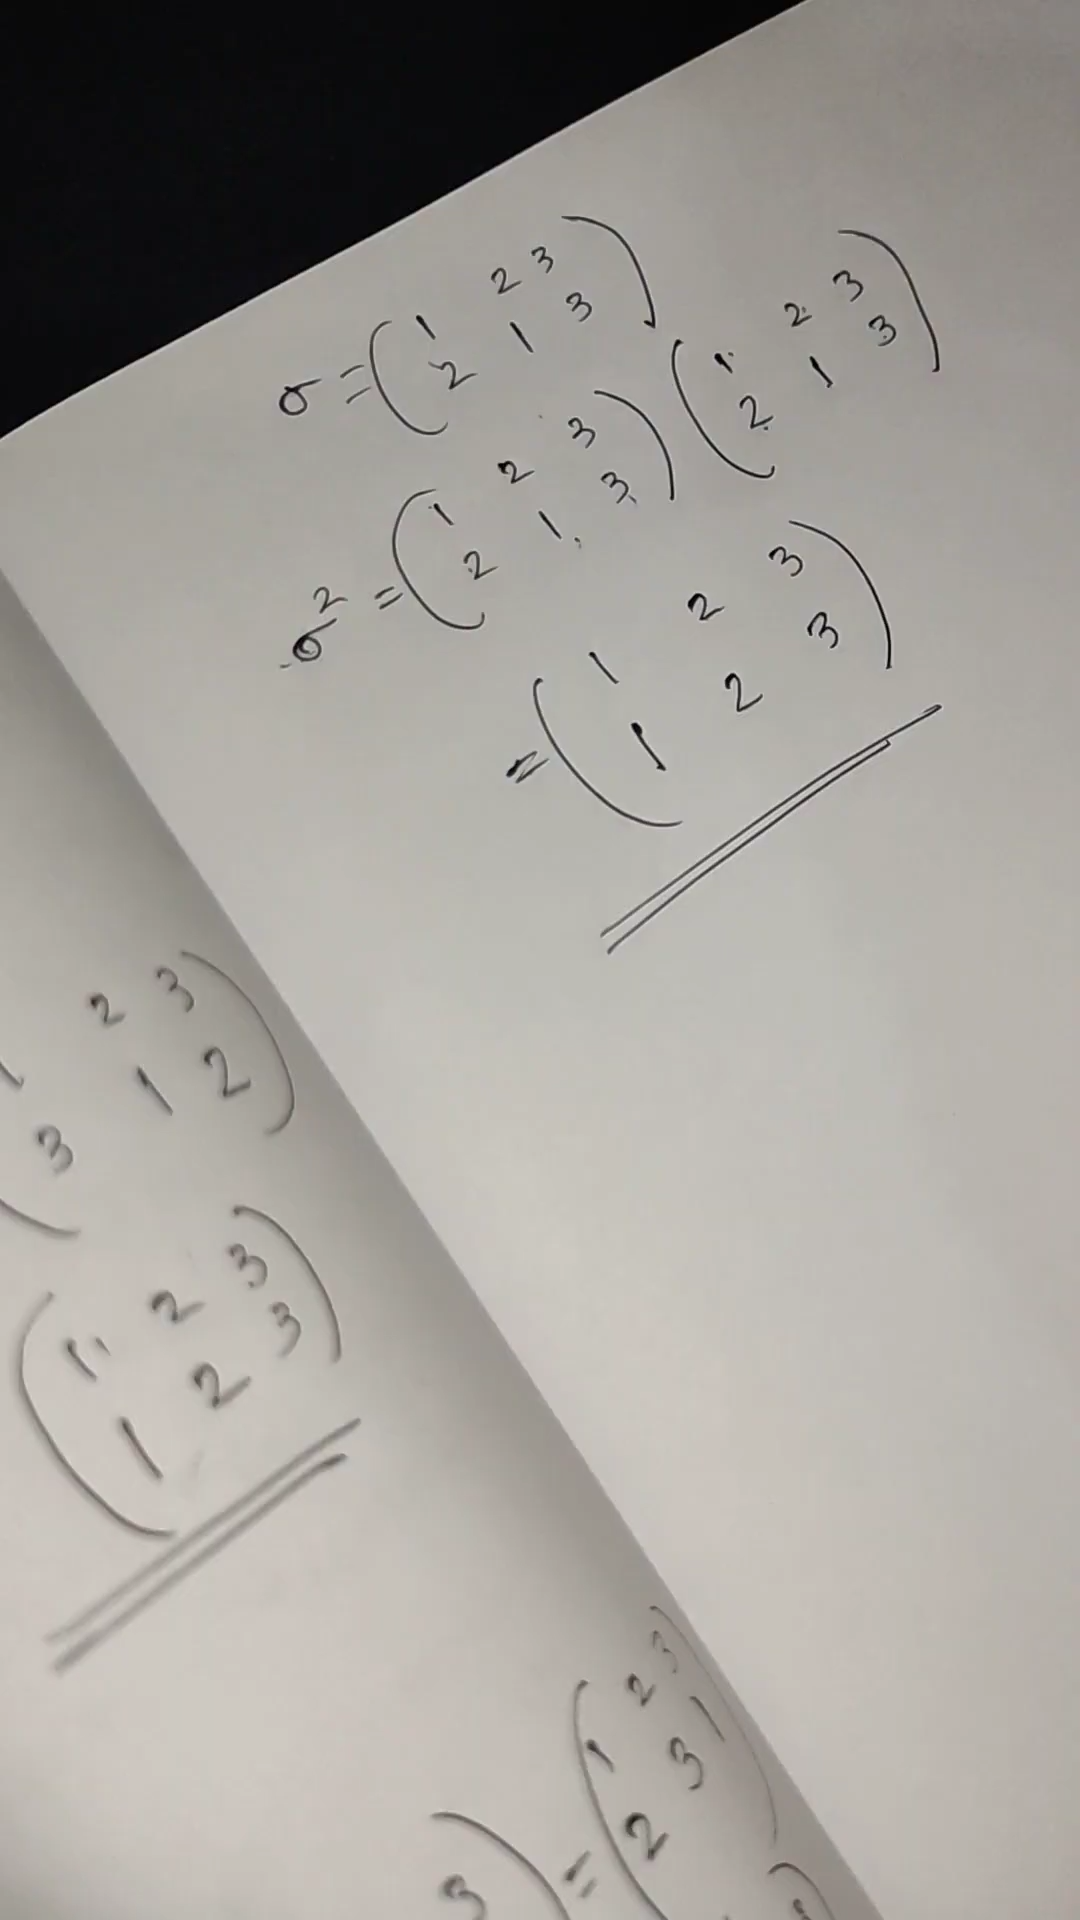 σ = ( 1 2 3 )
2 1 3
σ² = ( 1 2 3 ) ( 1 2 3 )
2 1 3 2 1 3
= ( 1 2 3 )
1 2 3
2 3 )
3 1 2
( 1 2 3 )
1 2 3
3 ) = ( 1 2 3 )
2 3 1